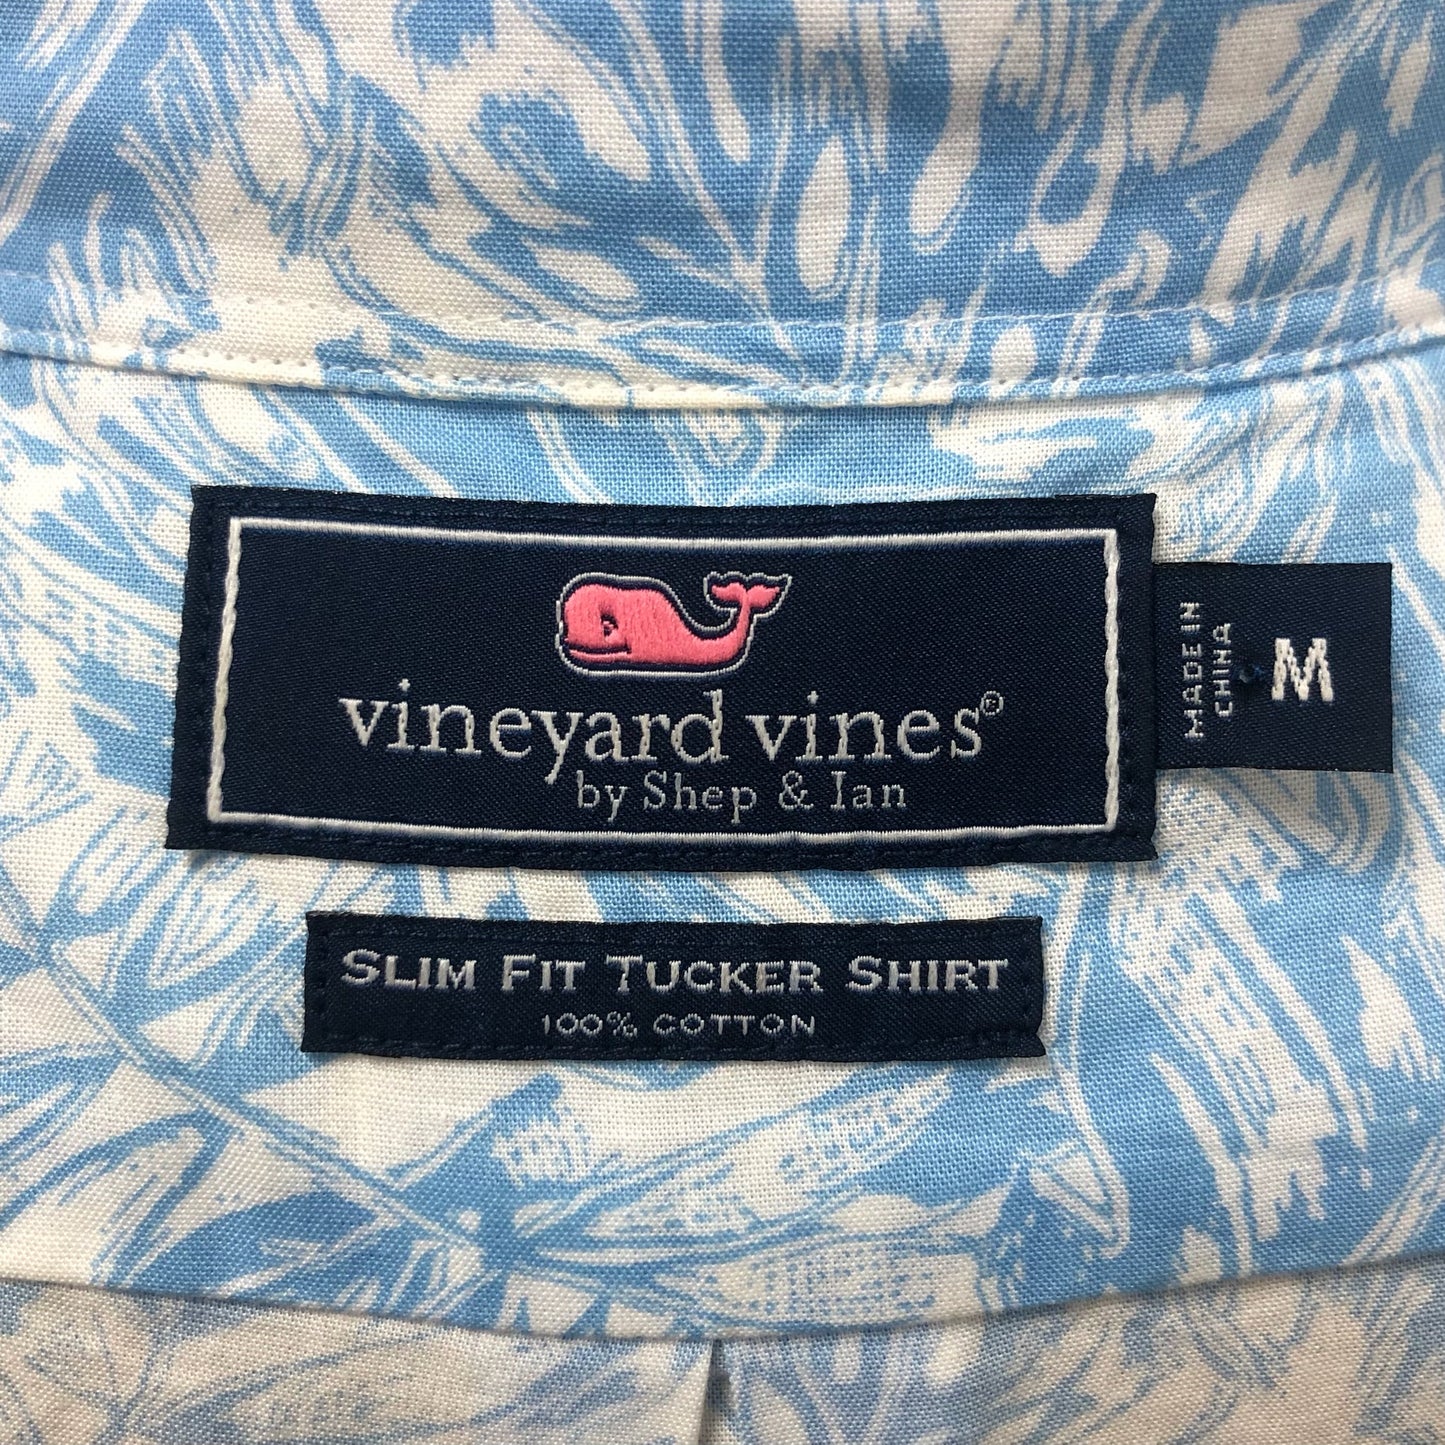 vineyard vines®
by Shep & Ian
MADE IN
CHINA
M
SLIM FIT TUCKER SHIRT
100% COTTON